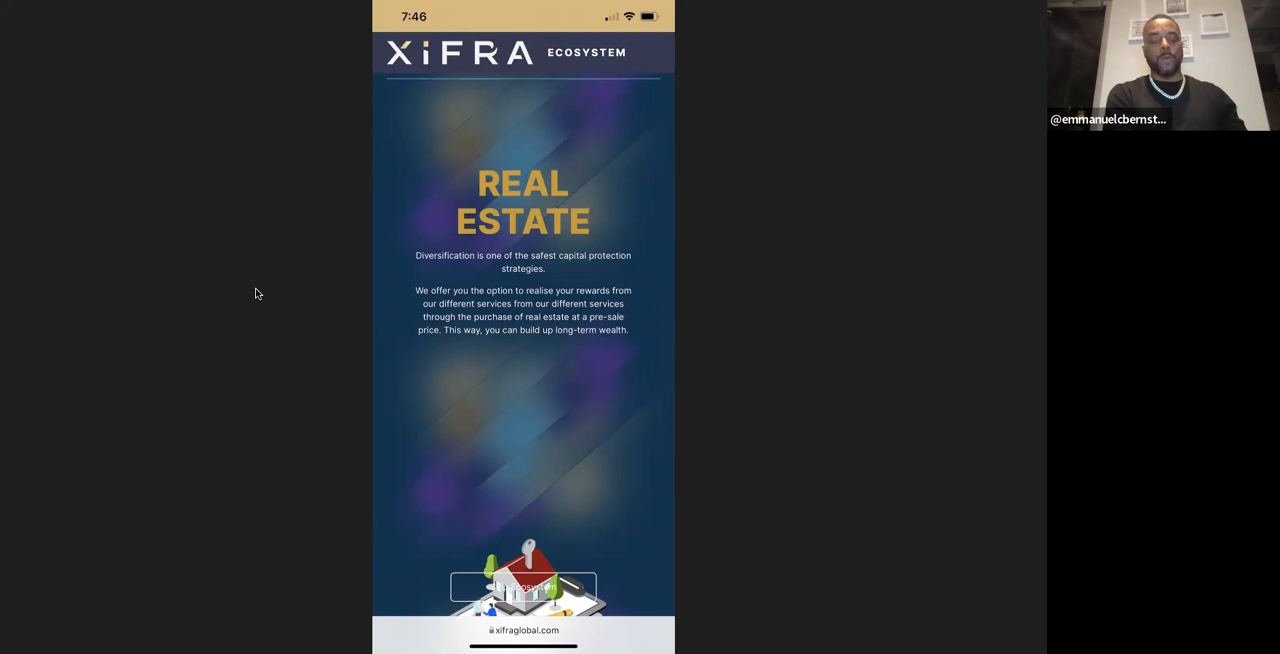 7:46
XiFRA ECOSYSTEM
@emmanuelcbernst...
REAL
ESTATE
Diversification is one of the safest capital protection
strategies.
We offer you the option to realise your rewards from
our different services from our different services
through the purchase of real estate at a pre-sale
price. This way, you can build up long-term wealth.
Ecosystem
xifraglobal.com